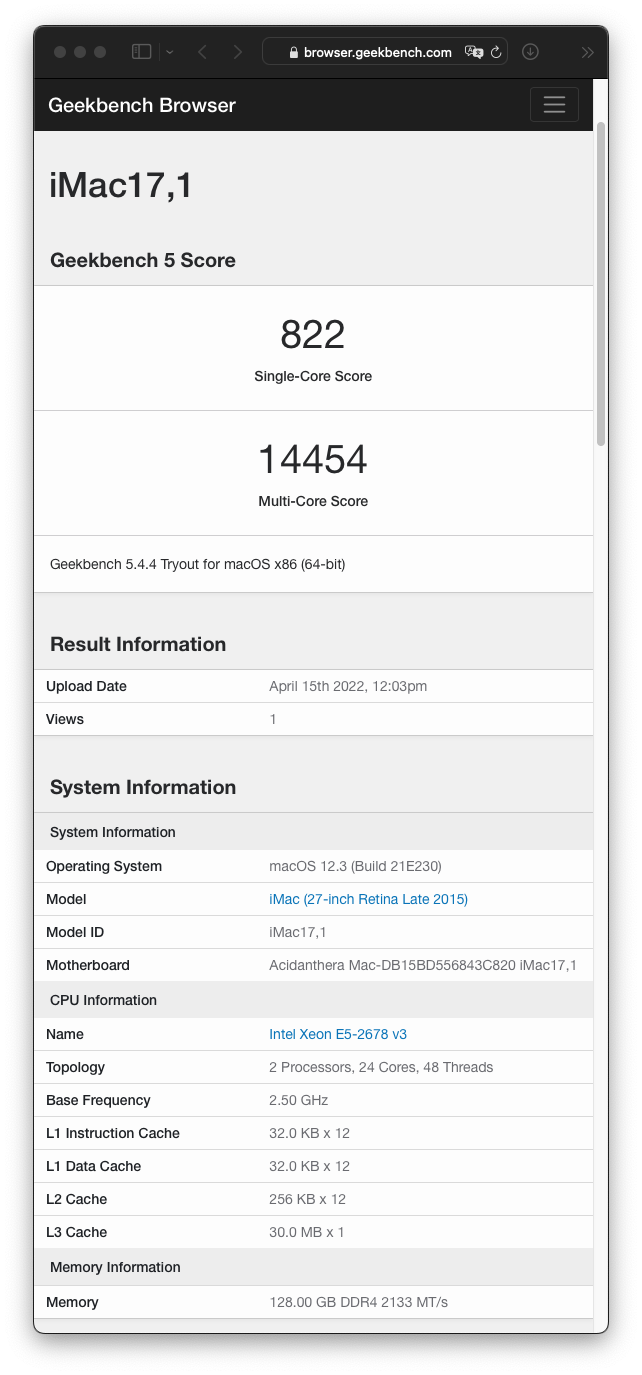 browser.geekbench.com
Geekbench Browser
iMac17,1
Geekbench 5 Score
822
Single-Core Score
14454
Multi-Core Score
Geekbench 5.4.4 Tryout for macOS x86 (64-bit)
Result Information
Upload Date April 15th 2022, 12:03pm
Views 1
System Information
System Information
Operating System macOS 12.3 (Build 21E230)
Model iMac (27-inch Retina Late 2015)
Model ID iMac17,1
Motherboard Acidanthera Mac-DB15BD556843C820 iMac17,1
CPU Information
Name Intel Xeon E5-2678 v3
Topology 2 Processors, 24 Cores, 48 Threads
Base Frequency 2.50 GHz
L1 Instruction Cache 32.0 KB x 12
L1 Data Cache 32.0 KB x 12
L2 Cache 256 KB x 12
L3 Cache 30.0 MB x 1
Memory Information
Memory 128.00 GB DDR4 2133 MT/s